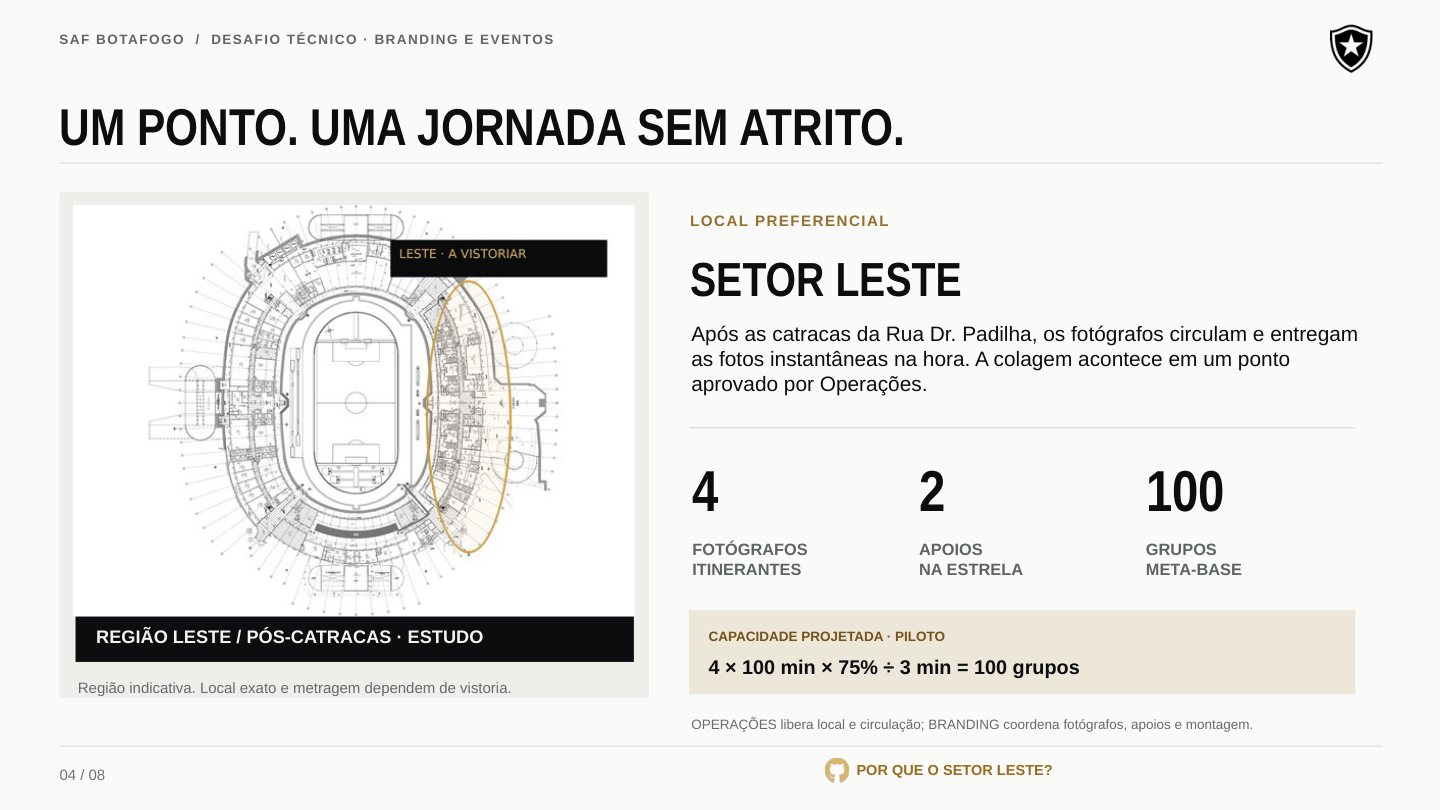 SAF BOTAFOGO / DESAFIO TÉCNICO · BRANDING E EVENTOS
UM PONTO. UMA JORNADA SEM ATRITO.
LESTE · A VISTORIAR
REGIÃO LESTE / PÓS-CATRACAS · ESTUDO
Região indicativa. Local exato e metragem dependem de vistoria.
LOCAL PREFERENCIAL
SETOR LESTE
Após as catracas da Rua Dr. Padilha, os fotógrafos circulam e entregam
as fotos instantâneas na hora. A colagem acontece em um ponto
aprovado por Operações.
4
FOTÓGRAFOS
ITINERANTES
2
APOIOS
NA ESTRELA
100
GRUPOS
META-BASE
CAPACIDADE PROJETADA · PILOTO
4 × 100 min × 75% ÷ 3 min = 100 grupos
OPERAÇÕES libera local e circulação; BRANDING coordena fotógrafos, apoios e montagem.
04 / 08
POR QUE O SETOR LESTE?